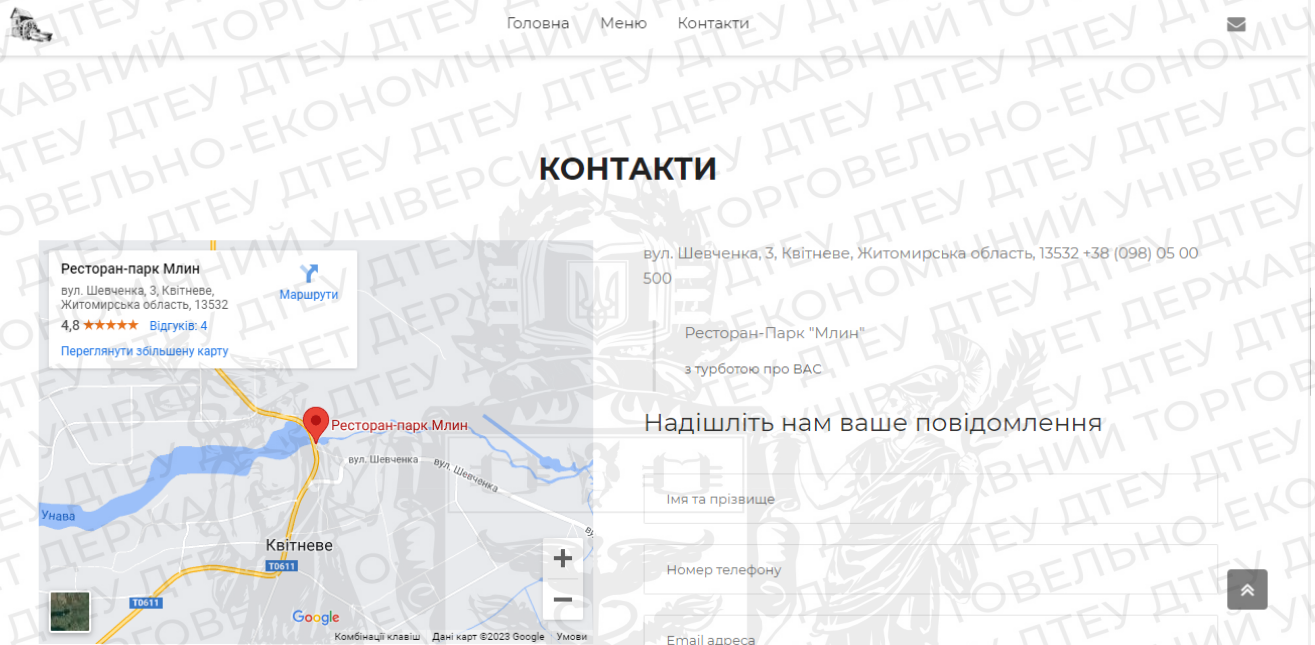 Головна Меню Контакти
КОНТАКТИ
Ресторан-парк Млин
вул. Шевченка, 3, Квітневе,
Житомирська область, 13532
Маршрути
4,8 ★★★★★ Відгуків: 4
Переглянути збільшену карту
Ресторан-парк Млин
вул. Шевченка
вул. Шевченка
Унава
Квітневе
Т0611
Т0611
Google
Комбінації клавіш Дані карт ©2023 Google Умови
вул. Шевченка, 3, Квітневе, Житомирська область, 13532 +38 (098) 05 00
500
Ресторан-Парк "Млин"
з турботою про ВАС
Надішліть нам ваше повідомлення
Імя та прізвище
Номер телефону
Email адреса
ДЕРЖАВНИЙ ТОРГОВЕЛЬНО-ЕКОНОМІЧНИЙ УНІВЕРСИТЕТ ДТЕУ